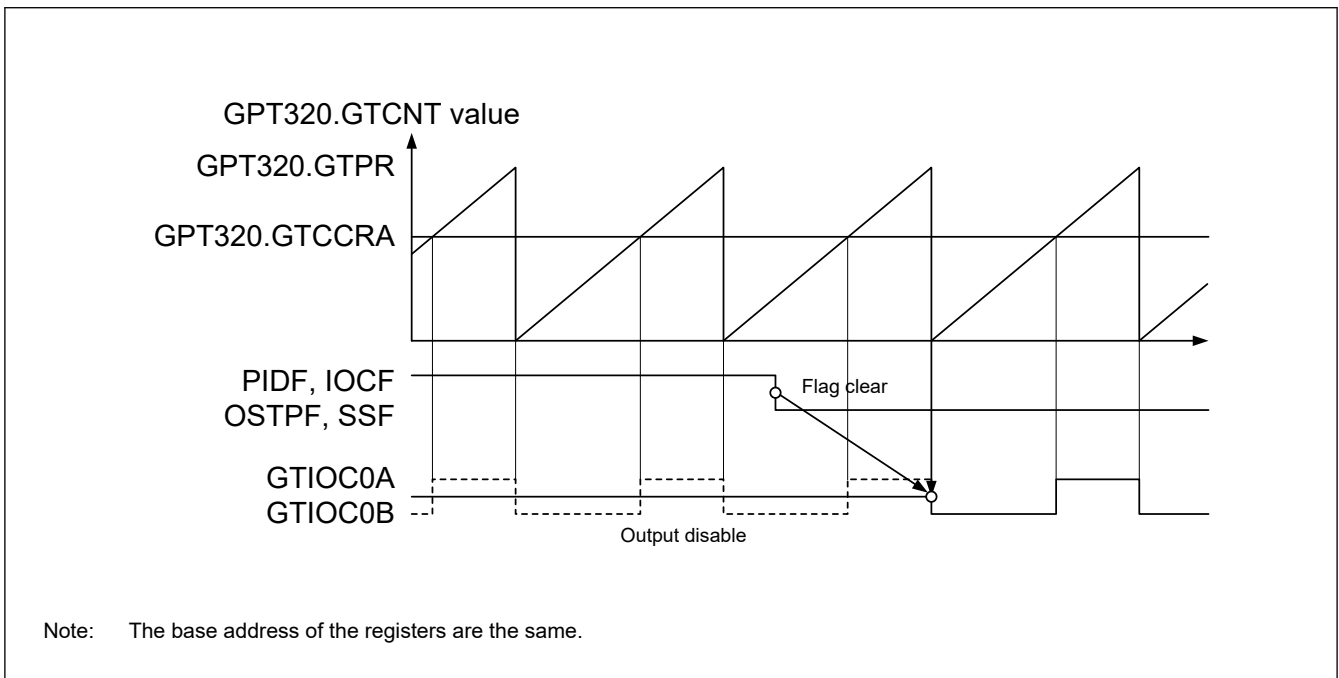 GPT320.GTCNT value
GPT320.GTPR
GPT320.GTCCRA
PIDF, IOCF
Flag clear
OSTPF, SSF
GTIOC0A
GTIOC0B
Output disable
Note: The base address of the registers are the same.